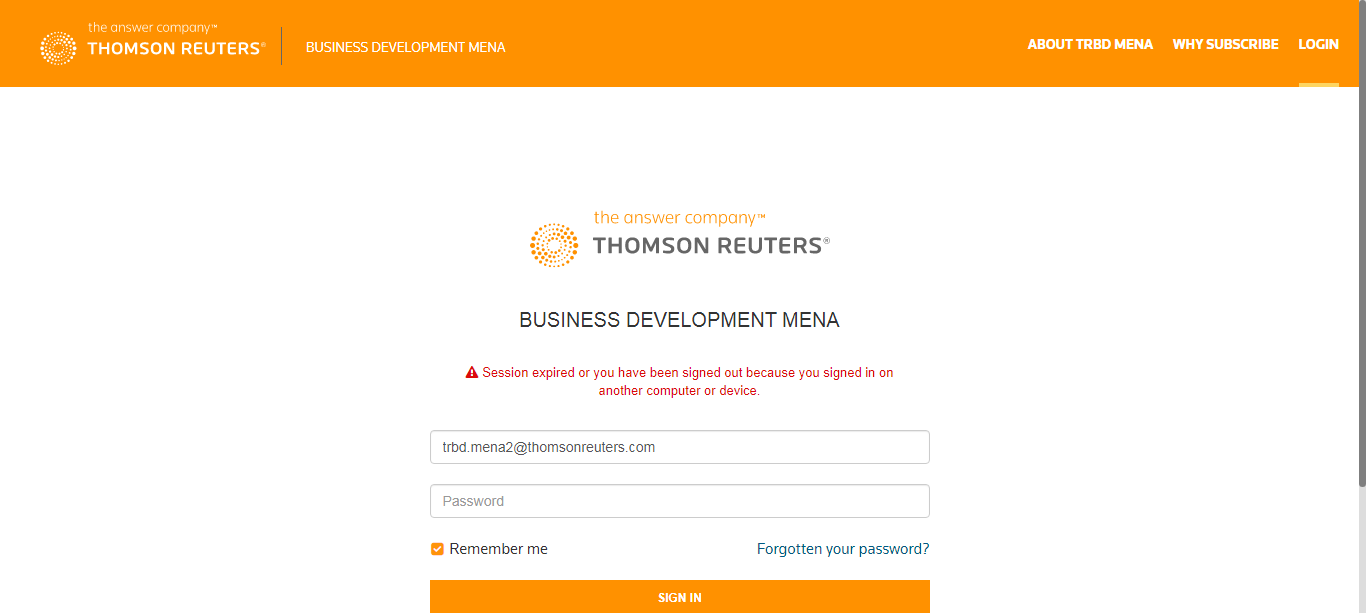 the answer company™
THOMSON REUTERS®
BUSINESS DEVELOPMENT MENA
ABOUT TRBD MENA
WHY SUBSCRIBE
LOGIN
the answer company™
THOMSON REUTERS®
BUSINESS DEVELOPMENT MENA
Session expired or you have been signed out because you signed in on
another computer or device.
trbd.mena2@thomsonreuters.com
Password
Remember me
Forgotten your password?
SIGN IN